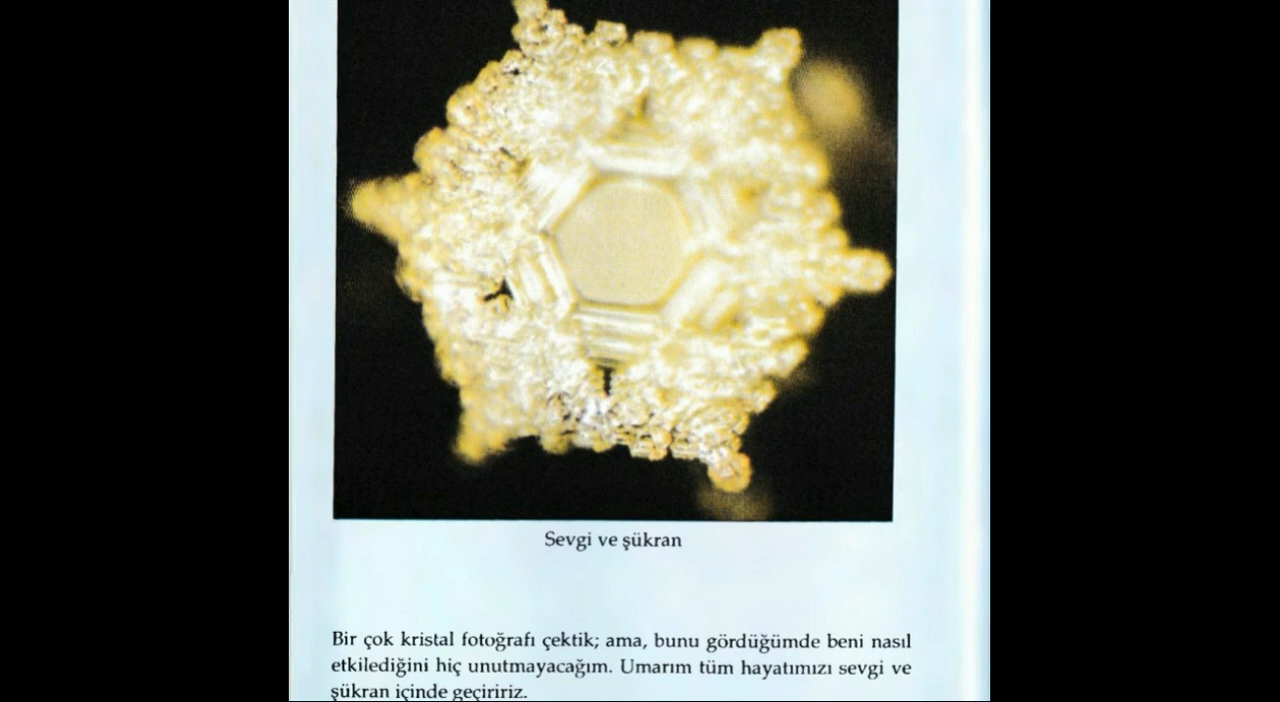 Sevgi ve şükran
Bir çok kristal fotoğrafı çektik; ama, bunu gördüğümde beni nasıl
etkilediğini hiç unutmayacağım. Umarım tüm hayatımızı sevgi ve
şükran içinde geçiririz.